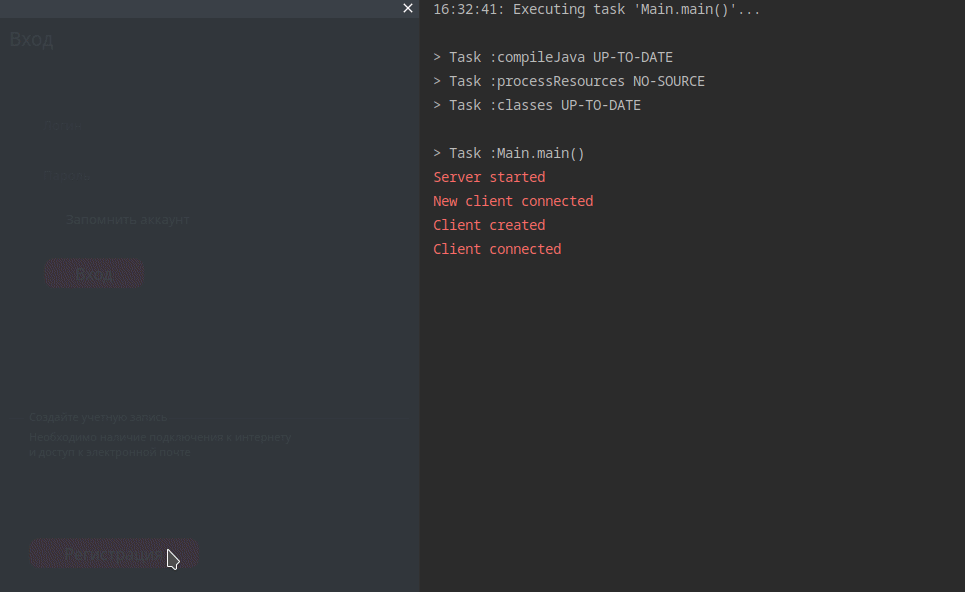 Вход
Запомнить аккаунт
Вход
Создайте учетную запись
Необходимо наличие подключения к интернету
и доступ к электронной почте
Регистрация
16:32:41: Executing task 'Main.main()'...
> Task :compileJava UP-TO-DATE
> Task :processResources NO-SOURCE
> Task :classes UP-TO-DATE
> Task :Main.main()
Server started
New client connected
Client created
Client connected